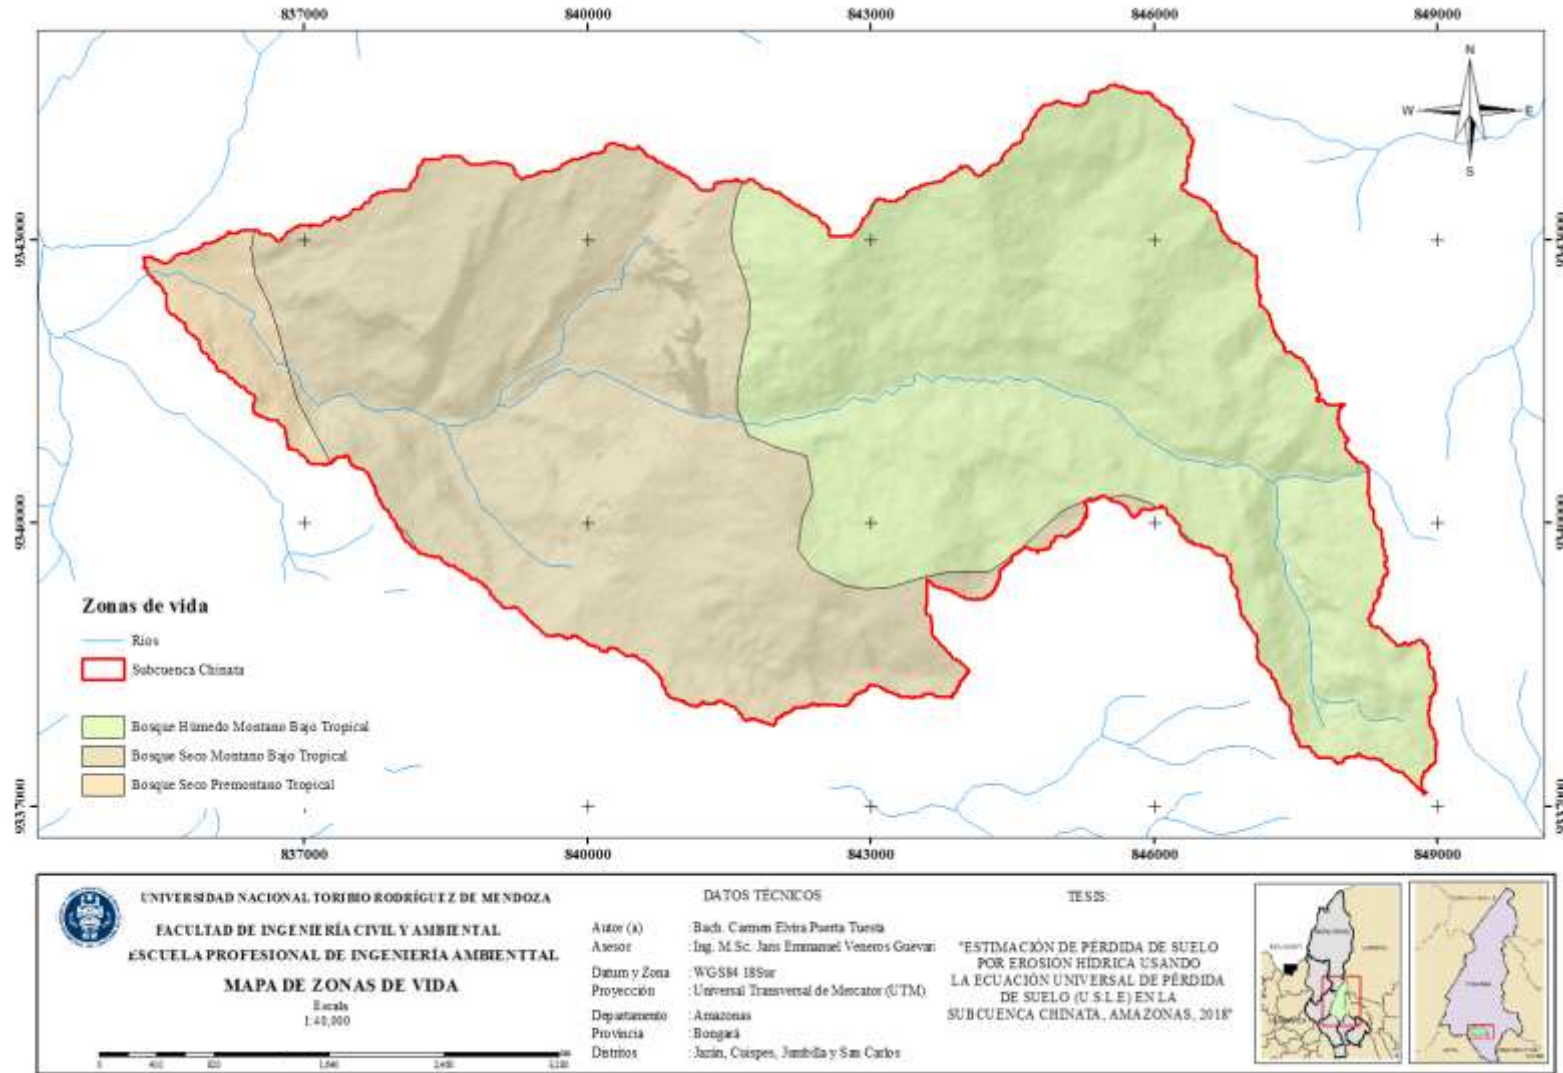 837000 840000 843000 846000 849000
N
W E
S
9343000 9343000
9340000 9340000
9337000 9337000
Zonas de vida
Ríos
Subcuenca Chinata
Bosque Húmedo Montano Bajo Tropical
Bosque Seco Montano Bajo Tropical
Bosque Seco Premontano Tropical
837000 840000 843000 846000 849000
UNIVERSIDAD NACIONAL TORIBIO RODRÍGUEZ DE MENDOZA
FACULTAD DE INGENIERÍA CIVIL Y AMBIENTAL
ESCUELA PROFESIONAL DE INGENIERÍA AMBIENTTAL
MAPA DE ZONAS DE VIDA
Escala
1:40,000
DATOS TÉCNICOS
Autor (a) : Bach. Carmen Elvira Puerta Tuesta
Asesor : Ing. M.Sc. Jans Emmanuel Veneros Guevan
Datum y Zona : WGS84 18Sur
Proyección : Universal Transversal de Mercator (UTM)
Departamento : Amazonas
Provincia : Bongará
Distritos : Jazán, Cuispes, Jumbilla y San Carlos
TESIS:
"ESTIMACIÓN DE PÉRDIDA DE SUELO
POR EROSIÓN HÍDRICA USANDO
LA ECUACIÓN UNIVERSAL DE PÉRDIDA
DE SUELO (U.S.L.E) EN LA
SUBCUENCA CHINATA, AMAZONAS, 2018"